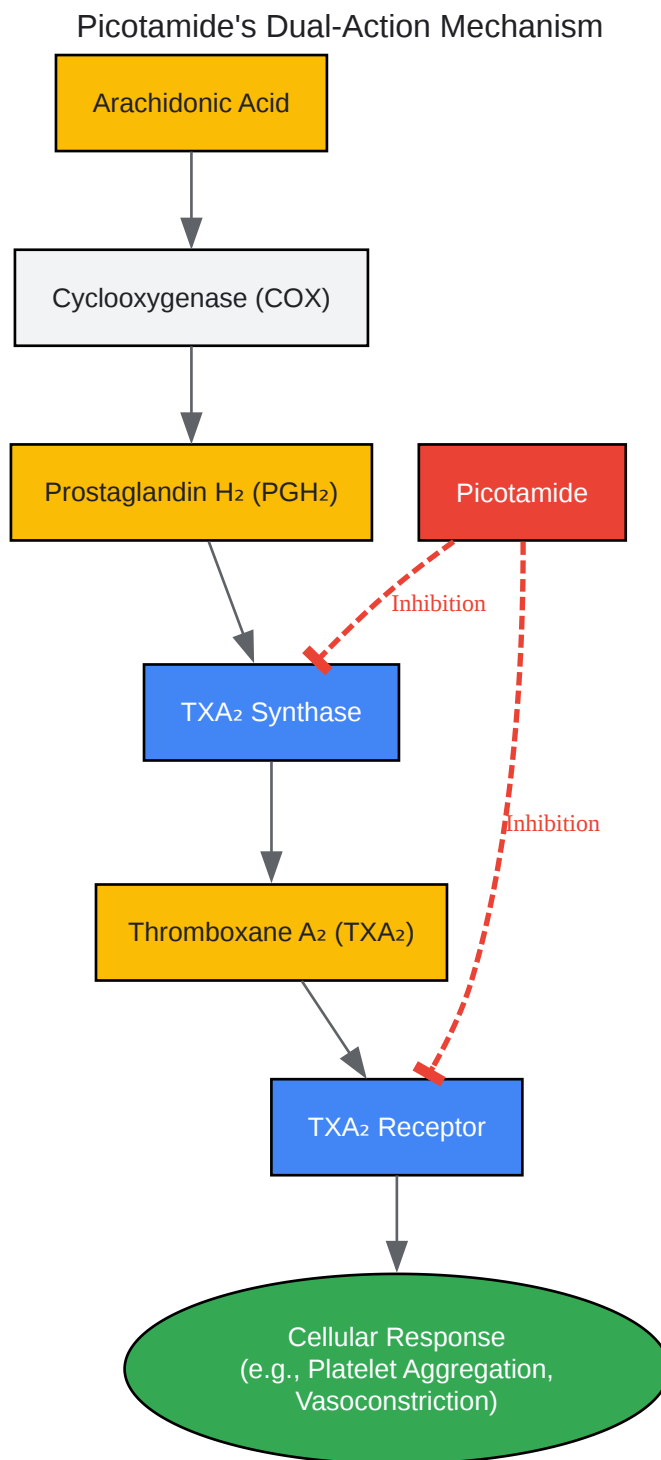 Picotamide's Dual-Action Mechanism
Arachidonic Acid
Cyclooxygenase (COX)
Prostaglandin H₂ (PGH₂)
Picotamide
Inhibition
TXA₂ Synthase
Inhibition
Thromboxane A₂ (TXA₂)
TXA₂ Receptor
Cellular Response
(e.g., Platelet Aggregation,
Vasoconstriction)